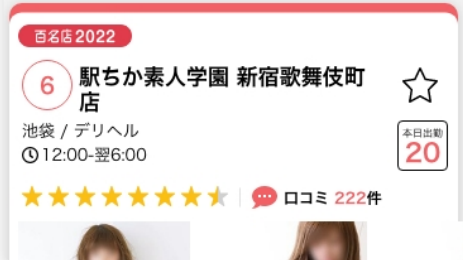 百名店2022
6
駅ちか素人学園 新宿歌舞伎町
店
池袋 / デリヘル
12:00-翌6:00
本日出勤
20
口コミ 222件